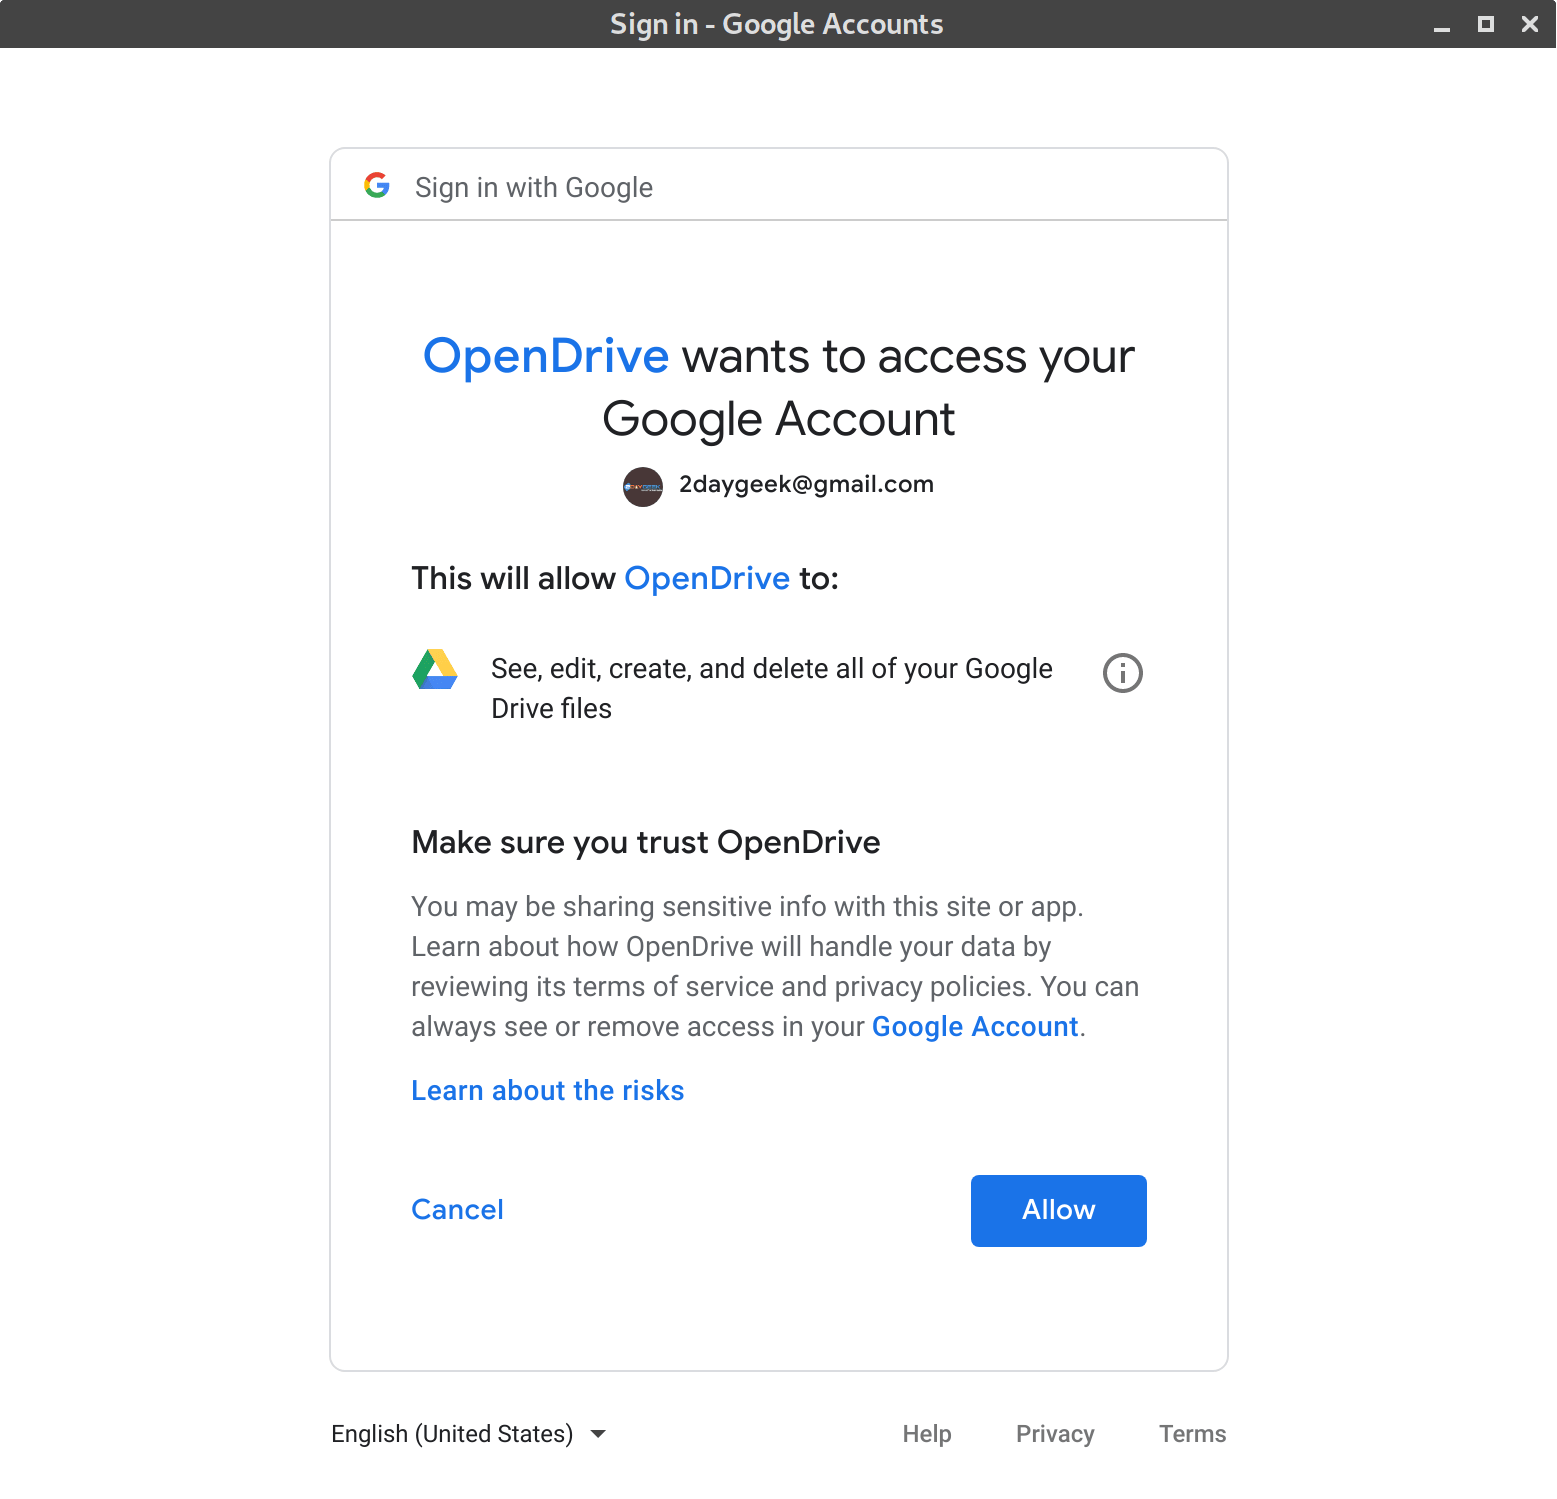 Sign in - Google Accounts
Sign in with Google
OpenDrive wants to access your
Google Account
2daygeek@gmail.com
This will allow OpenDrive to:
See, edit, create, and delete all of your Google
Drive files
Make sure you trust OpenDrive
You may be sharing sensitive info with this site or app.
Learn about how OpenDrive will handle your data by
reviewing its terms of service and privacy policies. You can
always see or remove access in your Google Account.
Learn about the risks
Cancel
Allow
English (United States)
Help
Privacy
Terms